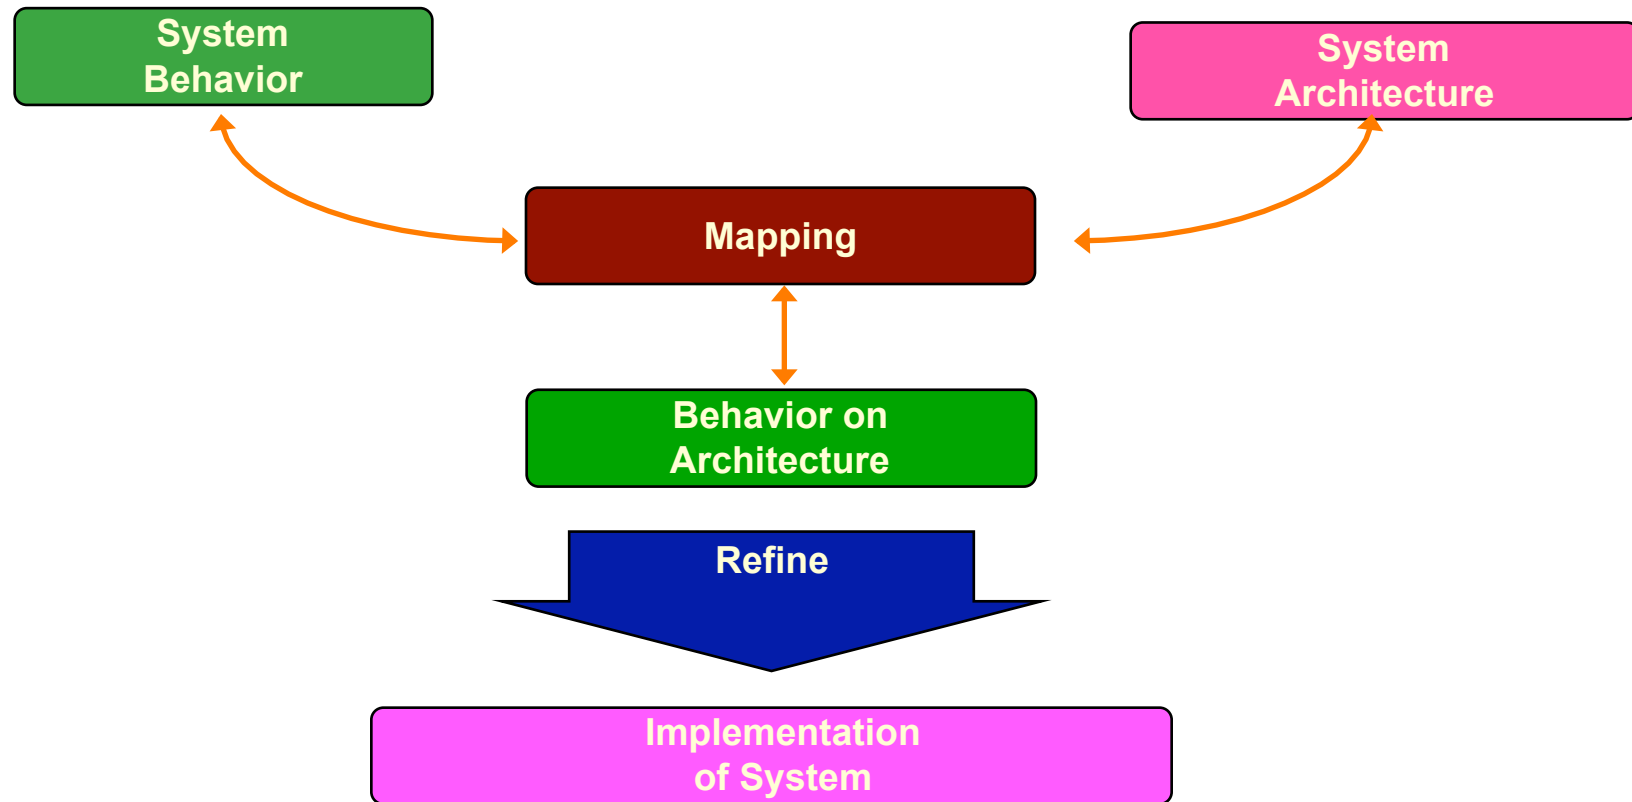 System
Behavior
System
Architecture
Mapping
Behavior on
Architecture
Refine
Implementation
of System